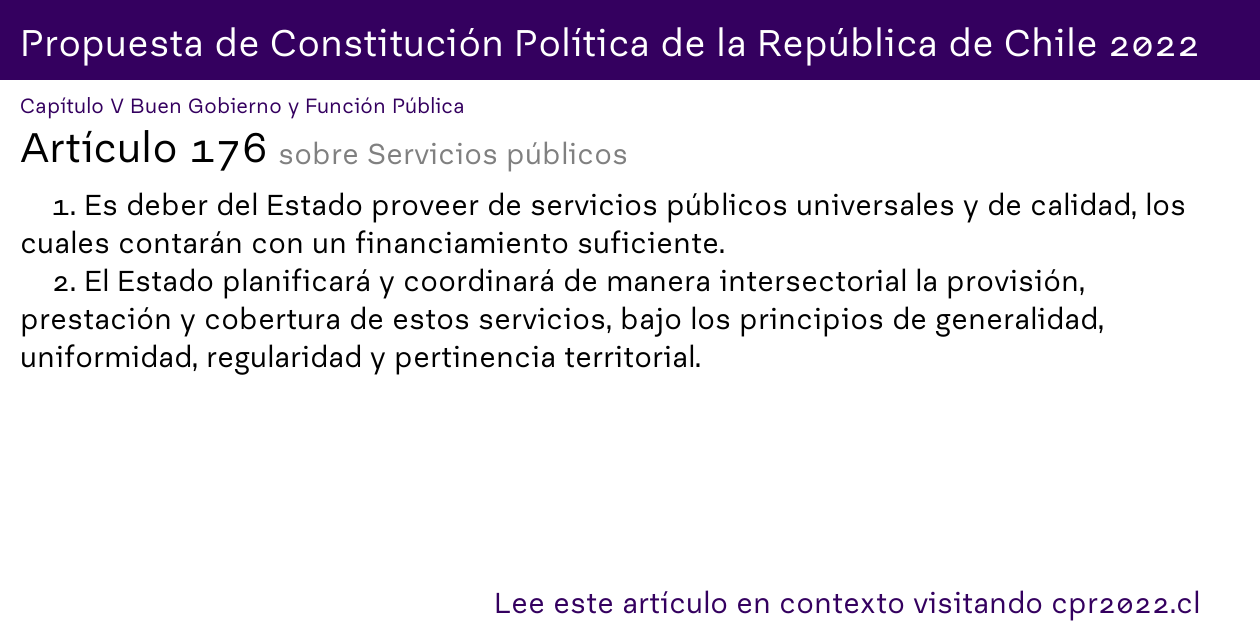 Propuesta de Constitución Política de la República de Chile 2022
Capítulo V Buen Gobierno y Función Pública
Artículo 176 sobre Servicios públicos
1. Es deber del Estado proveer de servicios públicos universales y de calidad, los
cuales contarán con un financiamiento suficiente.
2. El Estado planificará y coordinará de manera intersectorial la provisión,
prestación y cobertura de estos servicios, bajo los principios de generalidad,
uniformidad, regularidad y pertinencia territorial.
Lee este artículo en contexto visitando cpr2022.cl